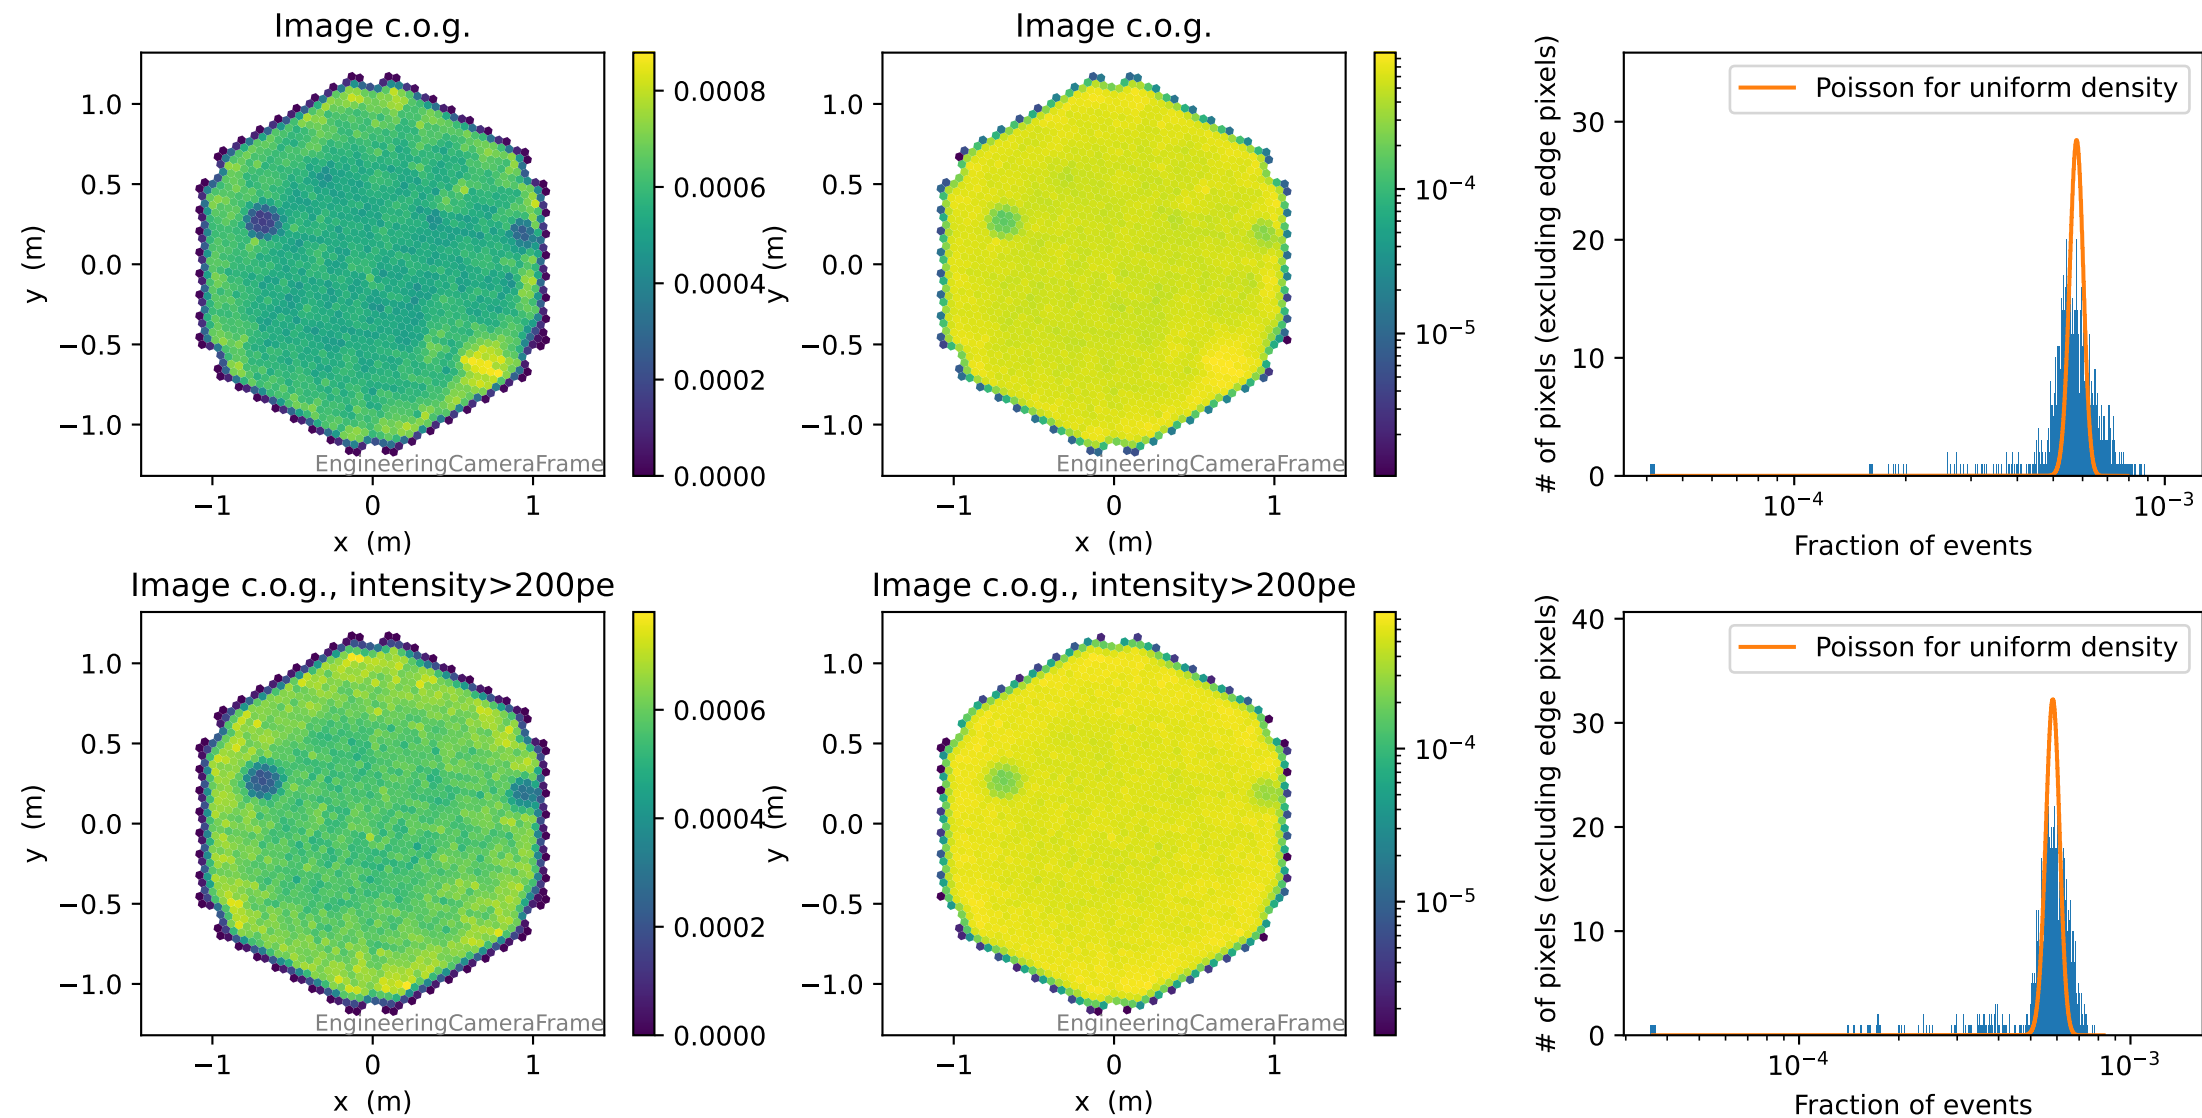 Image c.o.g.
1.0
0.5
0.0
−0.5
−1.0
y (m)
−1
0
1
x (m)
EngineeringCameraFrame
0.0008
0.0006
0.0004
0.0002
0.0000
Image c.o.g.
1.0
0.5
0.0
−0.5
−1.0
y (m)
−1
0
1
x (m)
EngineeringCameraFrame
10⁻⁴
10⁻⁵
# of pixels (excluding edge pixels)
30
20
10
0
Poisson for uniform density
10⁻⁴
10⁻³
Fraction of events
Image c.o.g., intensity>200pe
1.0
0.5
0.0
−0.5
−1.0
y (m)
−1
0
1
x (m)
EngineeringCameraFrame
0.0006
0.0004
0.0002
0.0000
Image c.o.g., intensity>200pe
1.0
0.5
0.0
−0.5
−1.0
y (m)
−1
0
1
x (m)
EngineeringCameraFrame
10⁻⁴
10⁻⁵
# of pixels (excluding edge pixels)
40
30
20
10
0
Poisson for uniform density
10⁻⁴
10⁻³
Fraction of events